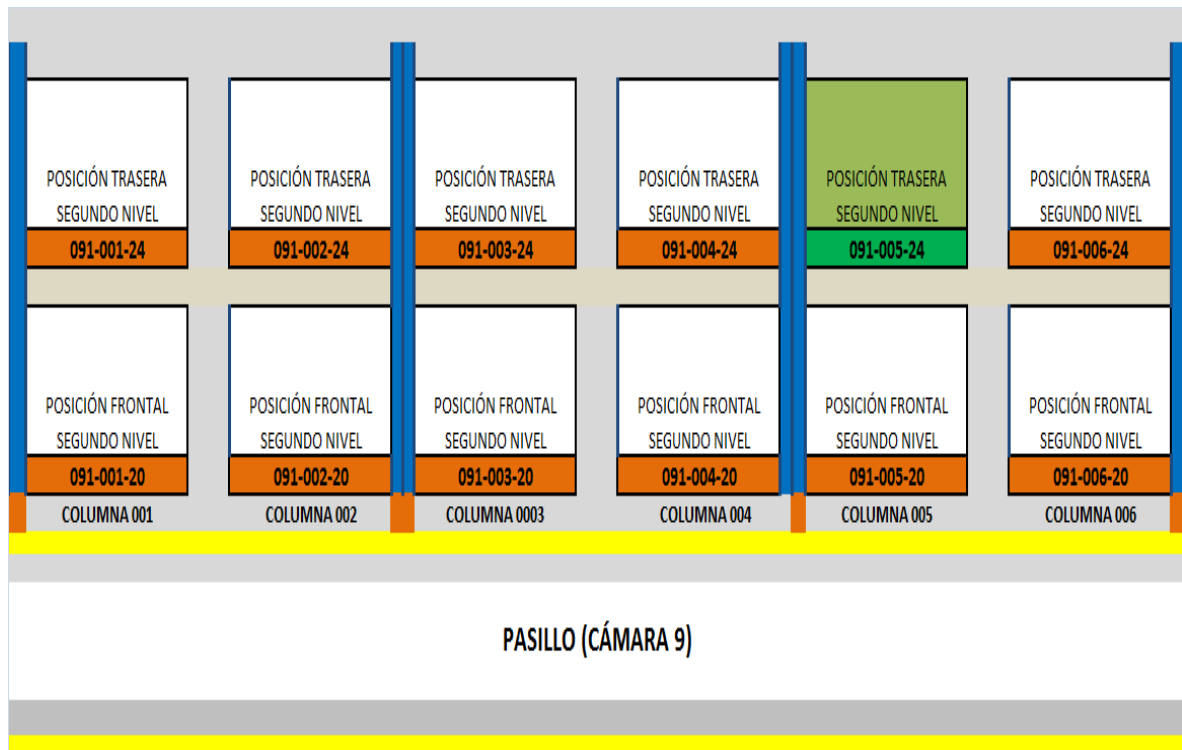 POSICIÓN TRASERA POSICIÓN TRASERA POSICIÓN TRASERA POSICIÓN TRASERA POSICIÓN TRASERA POSICIÓN TRASERA
SEGUNDO NIVEL SEGUNDO NIVEL SEGUNDO NIVEL SEGUNDO NIVEL SEGUNDO NIVEL SEGUNDO NIVEL
091-001-24 091-002-24 091-003-24 091-004-24 091-005-24 091-006-24
POSICIÓN FRONTAL POSICIÓN FRONTAL POSICIÓN FRONTAL POSICIÓN FRONTAL POSICIÓN FRONTAL POSICIÓN FRONTAL
SEGUNDO NIVEL SEGUNDO NIVEL SEGUNDO NIVEL SEGUNDO NIVEL SEGUNDO NIVEL SEGUNDO NIVEL
091-001-20 091-002-20 091-003-20 091-004-20 091-005-20 091-006-20
COLUMNA 001 COLUMNA 002 COLUMNA 0003 COLUMNA 004 COLUMNA 005 COLUMNA 006
PASILLO (CÁMARA 9)